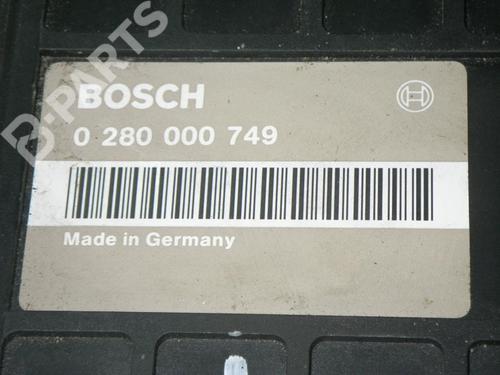 B-PARTS
BOSCH
0 280 000 749
Made in Germany